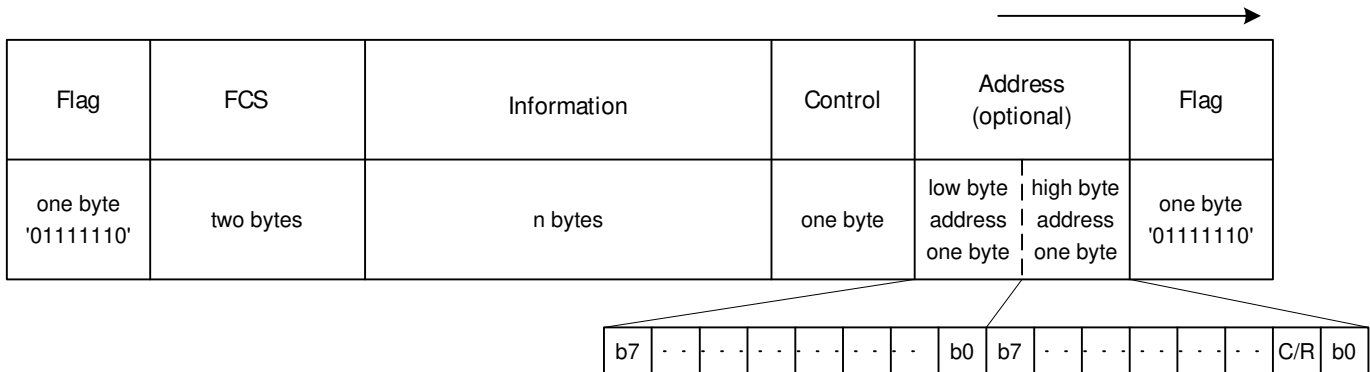 Flag
FCS
Information
Control
Address
(optional)
Flag
one byte
'01111110'
two bytes
n bytes
one byte
low byte
address
one byte
high byte
address
one byte
one byte
'01111110'
b7 - - - - - - - - - - - - b0 b7 - - - - - - - - - - - - C/R b0